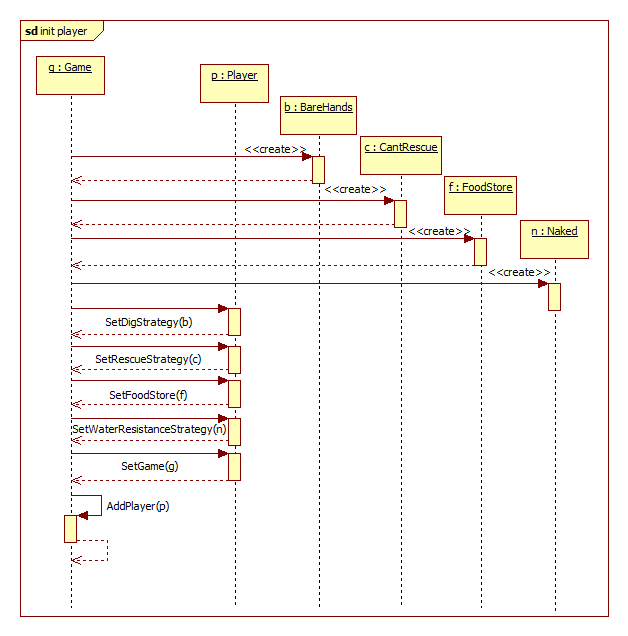 sd init player
g : Game
p : Player
b : BareHands
<<create>>
c : CantRescue
<<create>>
f : FoodStore
<<create>>
n : Naked
<<create>>
SetDigStrategy(b)
SetRescueStrategy(c)
SetFoodStore(f)
SetWaterResistanceStrategy(n)
SetGame(g)
AddPlayer(p)